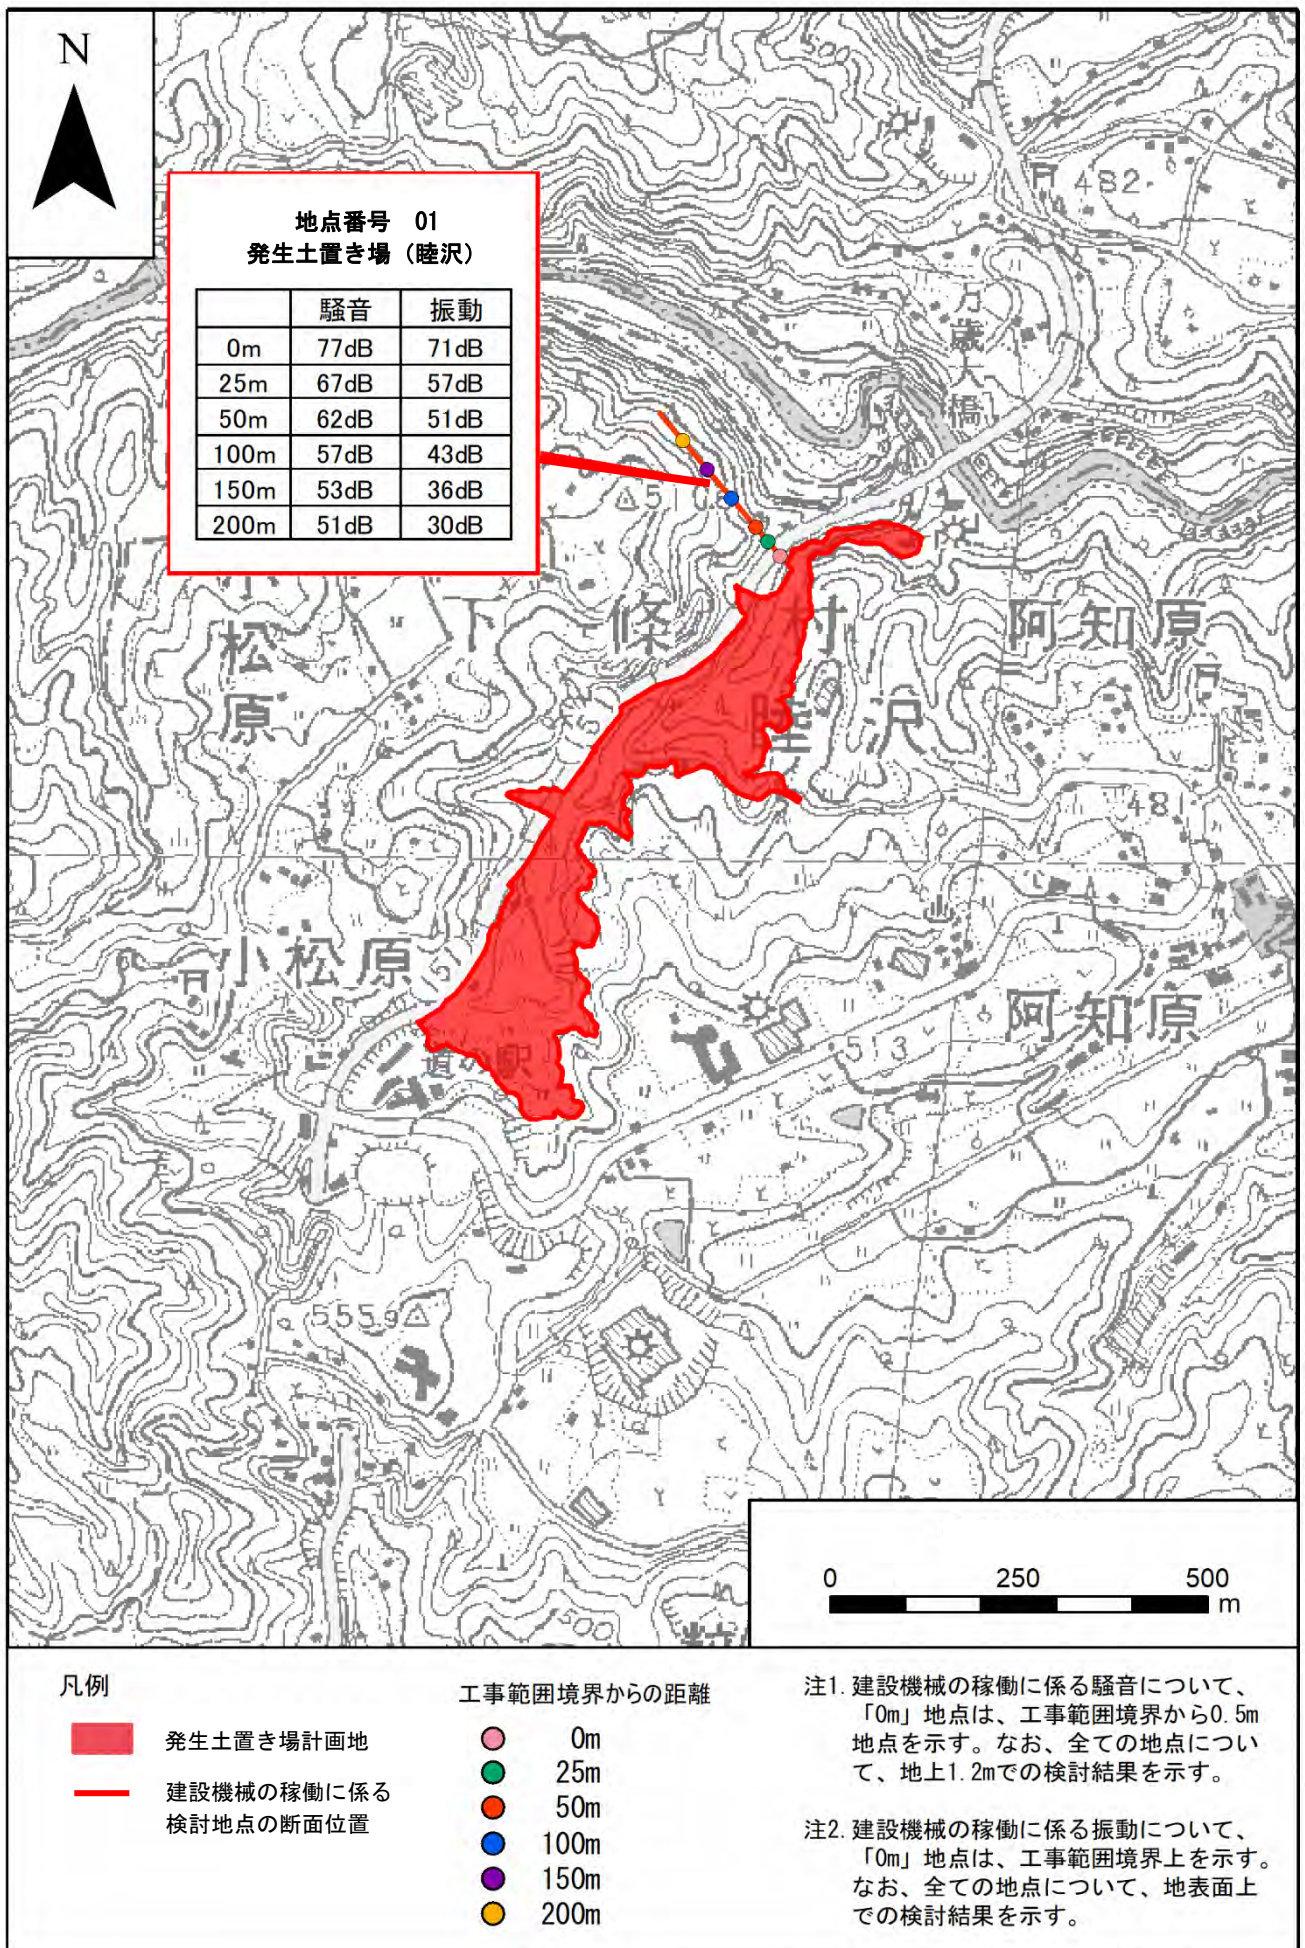 N
地点番号　01
発生土置き場（睦沢）
騒音 振動
0m 77dB 71dB
25m 67dB 57dB
50m 62dB 51dB
100m 57dB 43dB
150m 53dB 36dB
200m 51dB 30dB
500
482
万歳大橋
510
下條村
睦沢
小松原
阿知原
481
小松原
阿知原
513
道の駅
555.9
500
0 250 500
m
凡例
発生土置き場計画地
建設機械の稼働に係る
検討地点の断面位置
工事範囲境界からの距離
0m
25m
50m
100m
150m
200m
注1. 建設機械の稼働に係る騒音について、
「0m」地点は、工事範囲境界から0.5m
地点を示す。なお、全ての地点につい
て、地上1.2mでの検討結果を示す。
注2. 建設機械の稼働に係る振動について、
「0m」地点は、工事範囲境界上を示す。
なお、全ての地点について、地表面上
での検討結果を示す。